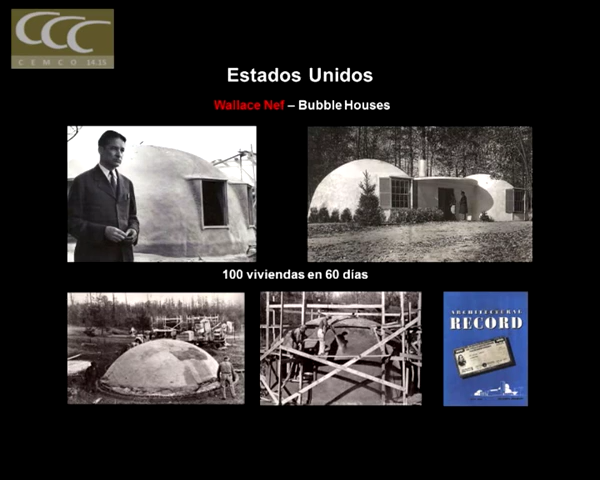 CCC
CEMCO 14.15
Estados Unidos
Wallace Nef – Bubble Houses
100 viviendas en 60 días
ARCHITECTURAL
RECORD